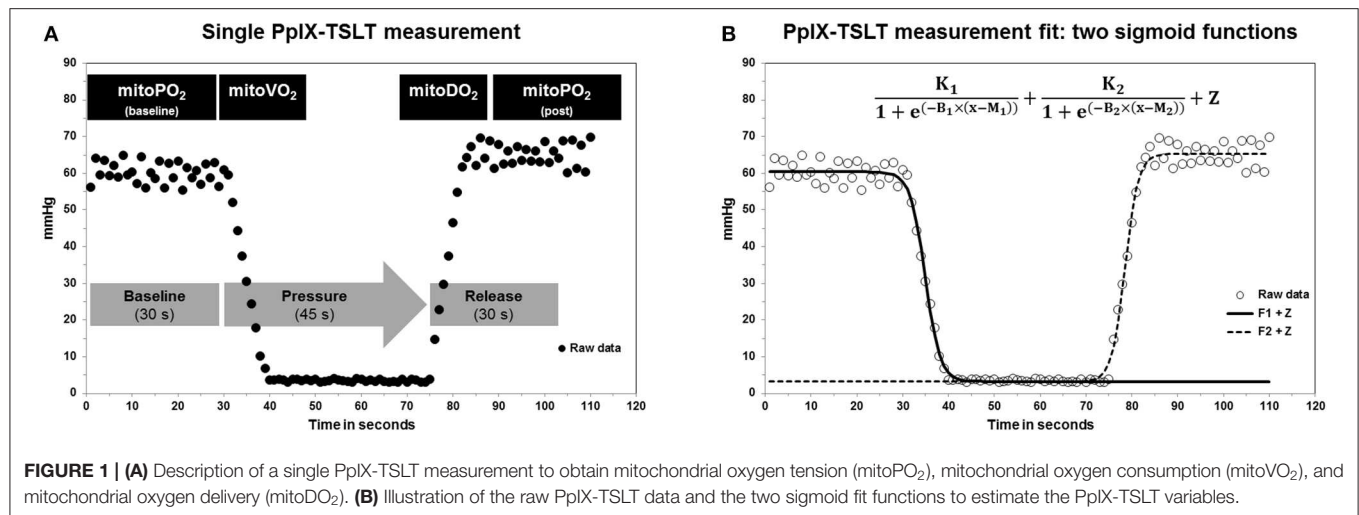 A
Single PpIX-TSLT measurement
mitoPO₂
(baseline)
mitoVO₂
mitoDO₂
mitoPO₂
(post)
mmHg
90
80
70
60
50
40
30
20
10
0
Baseline
(30 s)
Pressure
(45 s)
Release
(30 s)
Raw data
0 10 20 30 40 50 60 70 80 90 100 110 120
Time in seconds
B
PpIX-TSLT measurement fit: two sigmoid functions
K₁ / (1 + e^(−B₁×(x−M₁))) + K₂ / (1 + e^(−B₂×(x−M₂))) + Z
mmHg
90
80
70
60
50
40
30
20
10
0
Raw data
F1 + Z
F2 + Z
0 10 20 30 40 50 60 70 80 90 100 110 120
Time in seconds
FIGURE 1 | (A) Description of a single PpIX-TSLT measurement to obtain mitochondrial oxygen tension (mitoPO₂), mitochondrial oxygen consumption (mitoVO₂), and
mitochondrial oxygen delivery (mitoDO₂). (B) Illustration of the raw PpIX-TSLT data and the two sigmoid fit functions to estimate the PpIX-TSLT variables.